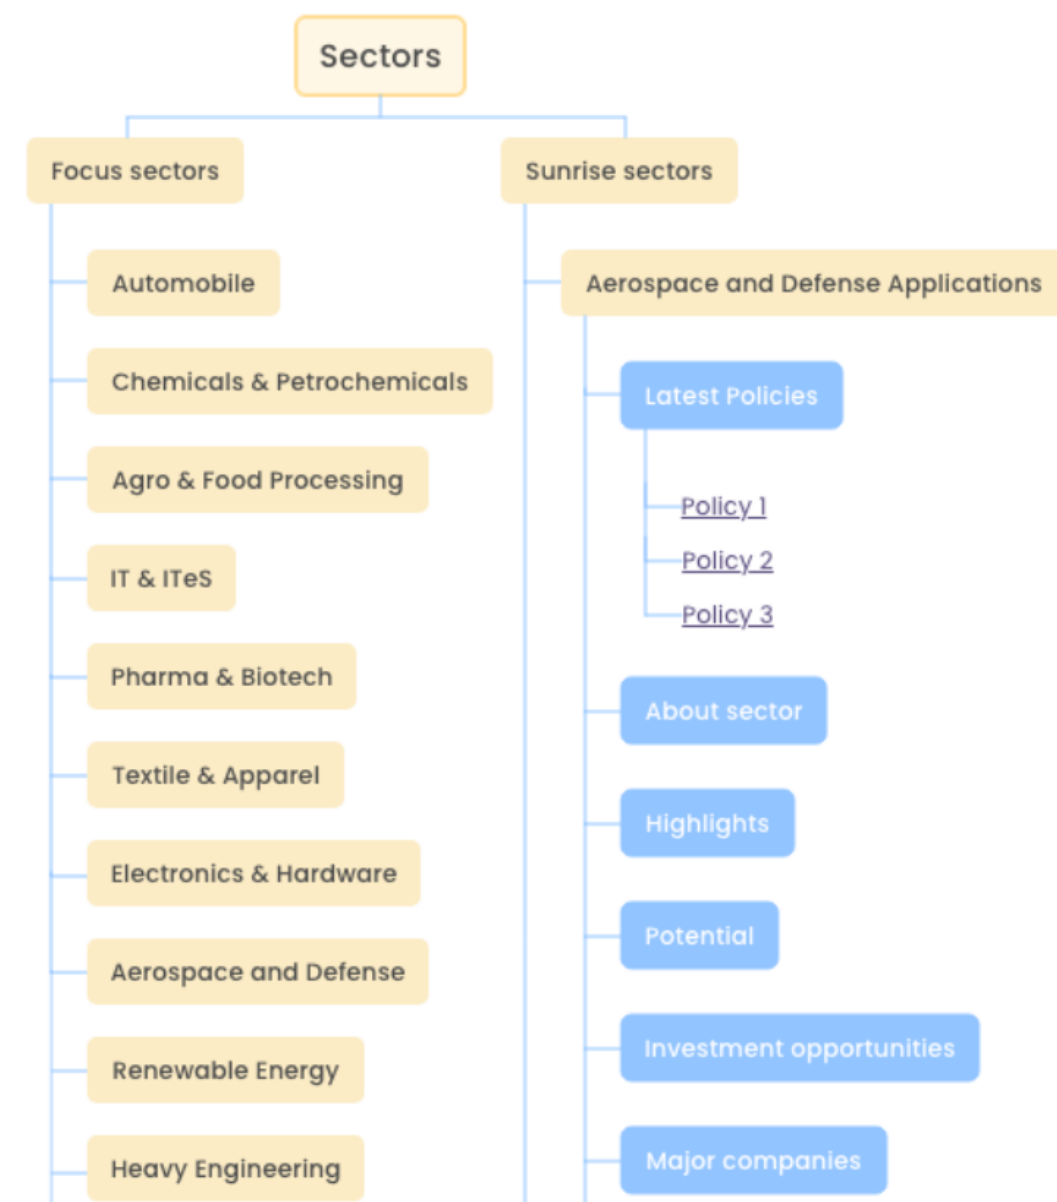 Sectors
Focus sectors
Automobile
Chemicals & Petrochemicals
Agro & Food Processing
IT & ITeS
Pharma & Biotech
Textile & Apparel
Electronics & Hardware
Aerospace and Defense
Renewable Energy
Heavy Engineering
Sunrise sectors
Aerospace and Defense Applications
Latest Policies
Policy 1
Policy 2
Policy 3
About sector
Highlights
Potential
Investment opportunities
Major companies